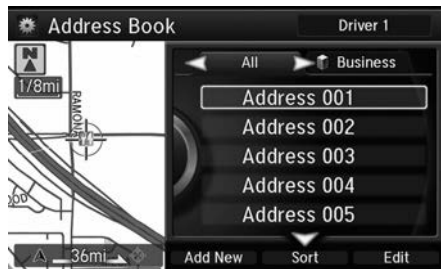 Address Book
Driver 1
N
1/8mi
RAMON
All
Business
Address 001
Address 002
Address 003
Address 004
Address 005
36mi
Add New
Sort
Edit